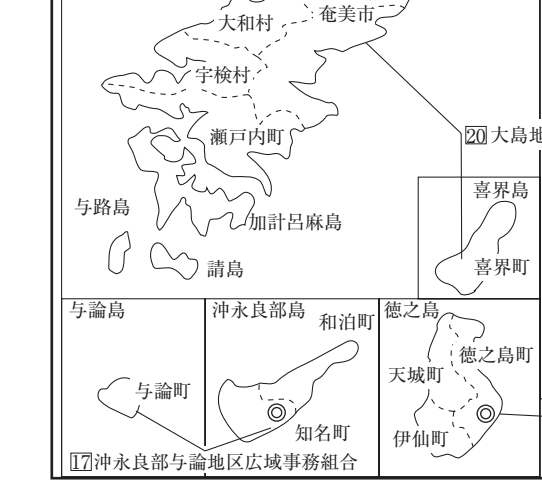 大和村
奄美市
宇検村
瀬戸内町
20 大島地
喜界島
与路島
加計呂麻島
請島
喜界町
与論島
沖永良部島
和泊町
徳之島
徳之島町
天城町
与論町
知名町
伊仙町
17 沖永良部与論地区広域事務組合